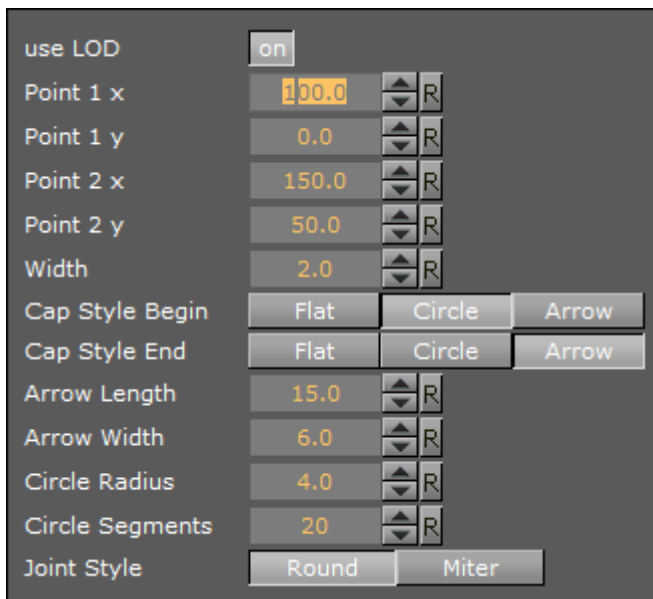 use LOD on
Point 1 x 100.0 R
Point 1 y 0.0 R
Point 2 x 150.0 R
Point 2 y 50.0 R
Width 2.0 R
Cap Style Begin Flat Circle Arrow
Cap Style End Flat Circle Arrow
Arrow Length 15.0 R
Arrow Width 6.0 R
Circle Radius 4.0 R
Circle Segments 20 R
Joint Style Round Miter